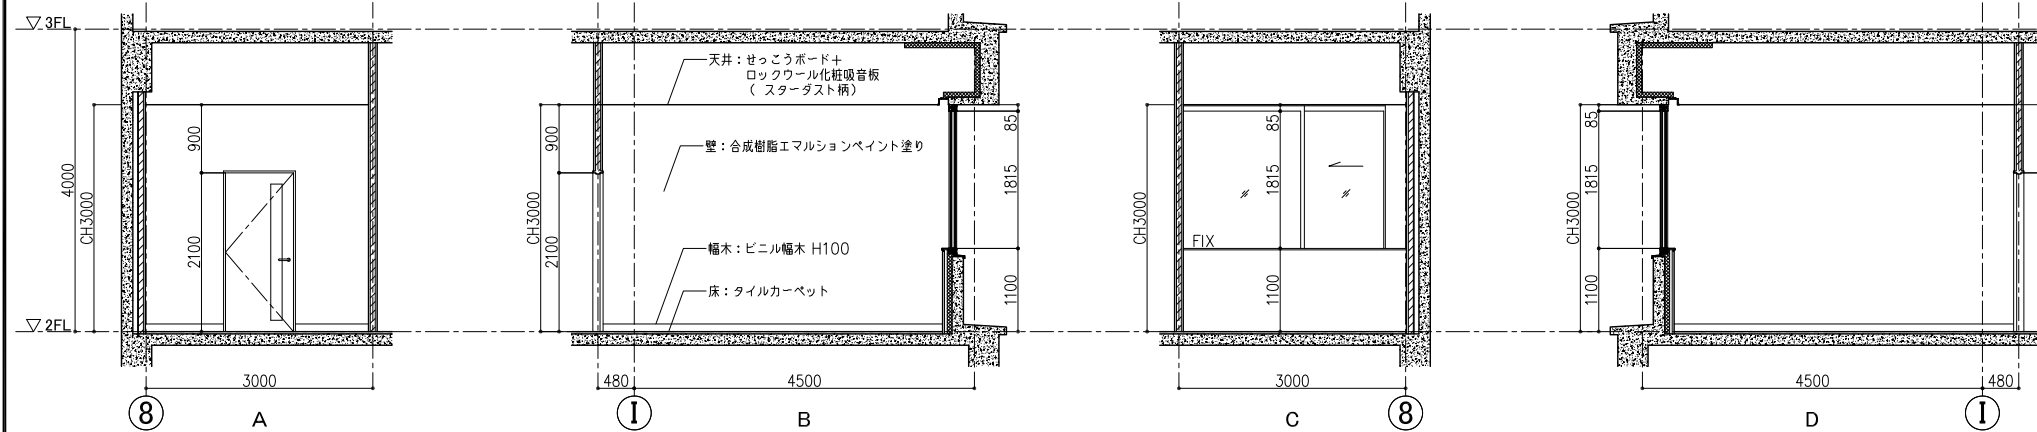 ▽ 3FL
4000
CH3000
900
2100
▽ 2FL
3000
8
A
天井：せっこうボード＋
ロックウール化粧吸音板
（ スターダスト柄）
壁：合成樹脂エマルションペイント塗り
幅木：ビニル幅木 H100
床：タイルカーペット
CH3000
900
2100
85
1815
1100
480
4500
I
B
CH3000
85
1815
FIX
1100
3000
C
8
CH3000
85
1815
1100
4500
480
D
I